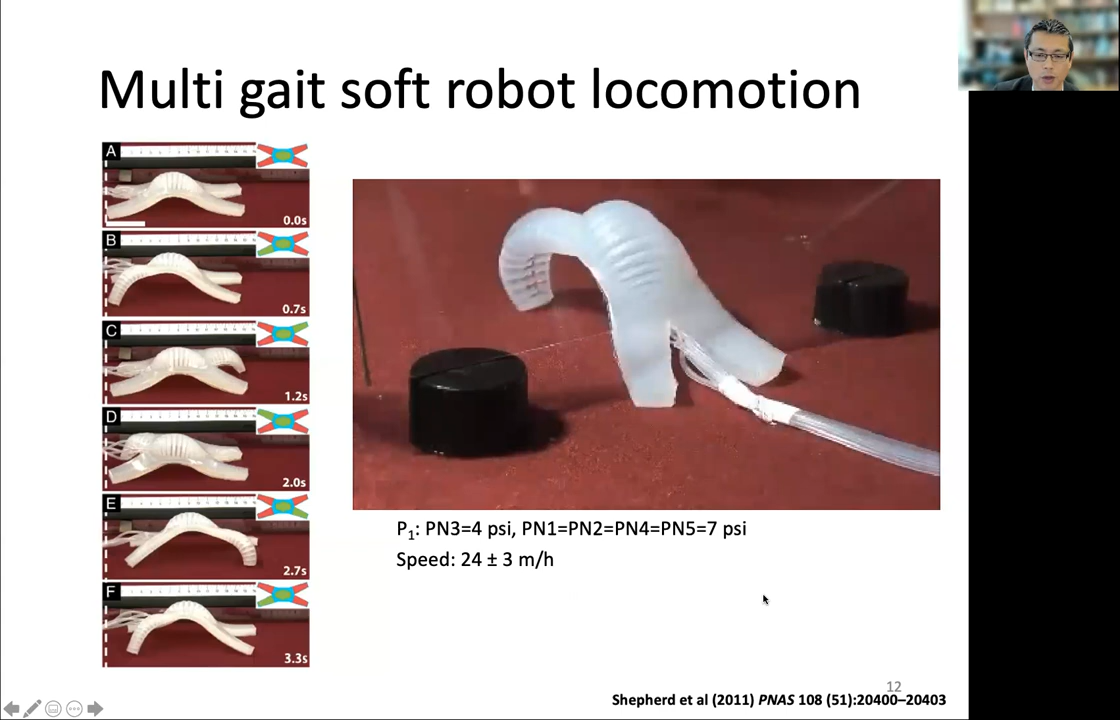 Multi gait soft robot locomotion
A
0.0s
B
0.7s
C
1.2s
D
2.0s
E
2.7s
F
3.3s
P1: PN3=4 psi, PN1=PN2=PN4=PN5=7 psi
Speed: 24 ± 3 m/h
12
Shepherd et al (2011) PNAS 108 (51):20400–20403